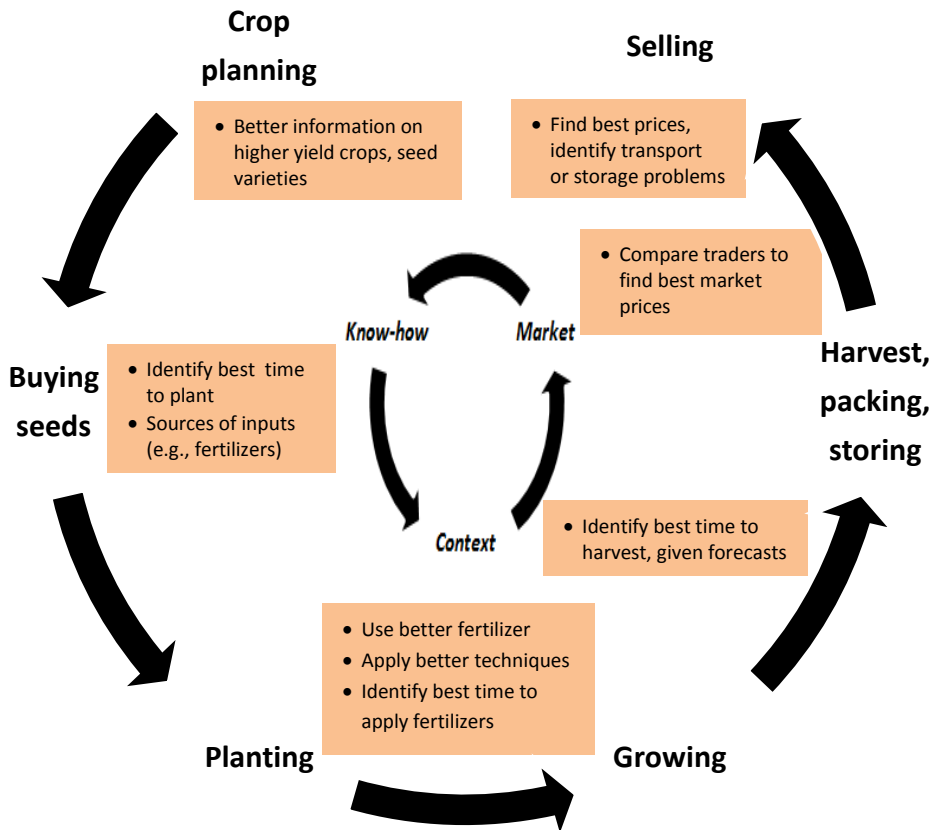 Crop
planning
• Better information on
higher yield crops, seed
varieties
Selling
• Find best prices,
identify transport
or storage problems
• Compare traders to
find best market
prices
Know-how
Market
Context
Buying
seeds
• Identify best time
to plant
• Sources of inputs
(e.g., fertilizers)
Harvest,
packing,
storing
• Identify best time to
harvest, given forecasts
• Use better fertilizer
• Apply better techniques
• Identify best time to
apply fertilizers
Planting
Growing